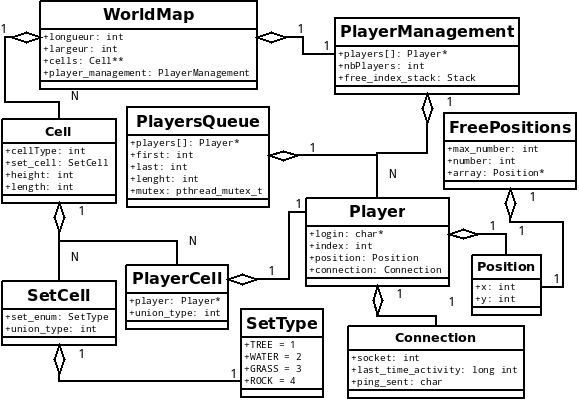 WorldMap
+longueur: int
+largeur: int
+cells: Cell**
+player_management: PlayerManagement
1
1
1
N
PlayerManagement
+players[]: Player*
+nbPlayers: int
+free_index_stack: Stack
1
Cell
+cellType: int
+set_cell: SetCell
+height: int
+length: int
1
PlayersQueue
+players[]: Player*
+first: int
+last: int
+lenght: int
+mutex: pthread_mutex_t
1
N
FreePositions
+max_number: int
+number: int
+array: Position*
1
1
Player
+login: char*
+index: int
+position: Position
+connection: Connection
1
1
1
1
N
N
PlayerCell
+player: Player*
+union_type: int
1
Position
+x: int
+y: int
1
SetCell
+set_enum: SetType
+union_type: int
1
1
SetType
+TREE = 1
+WATER = 2
+GRASS = 3
+ROCK = 4
Connection
+socket: int
+last_time_activity: long int
+ping_sent: char